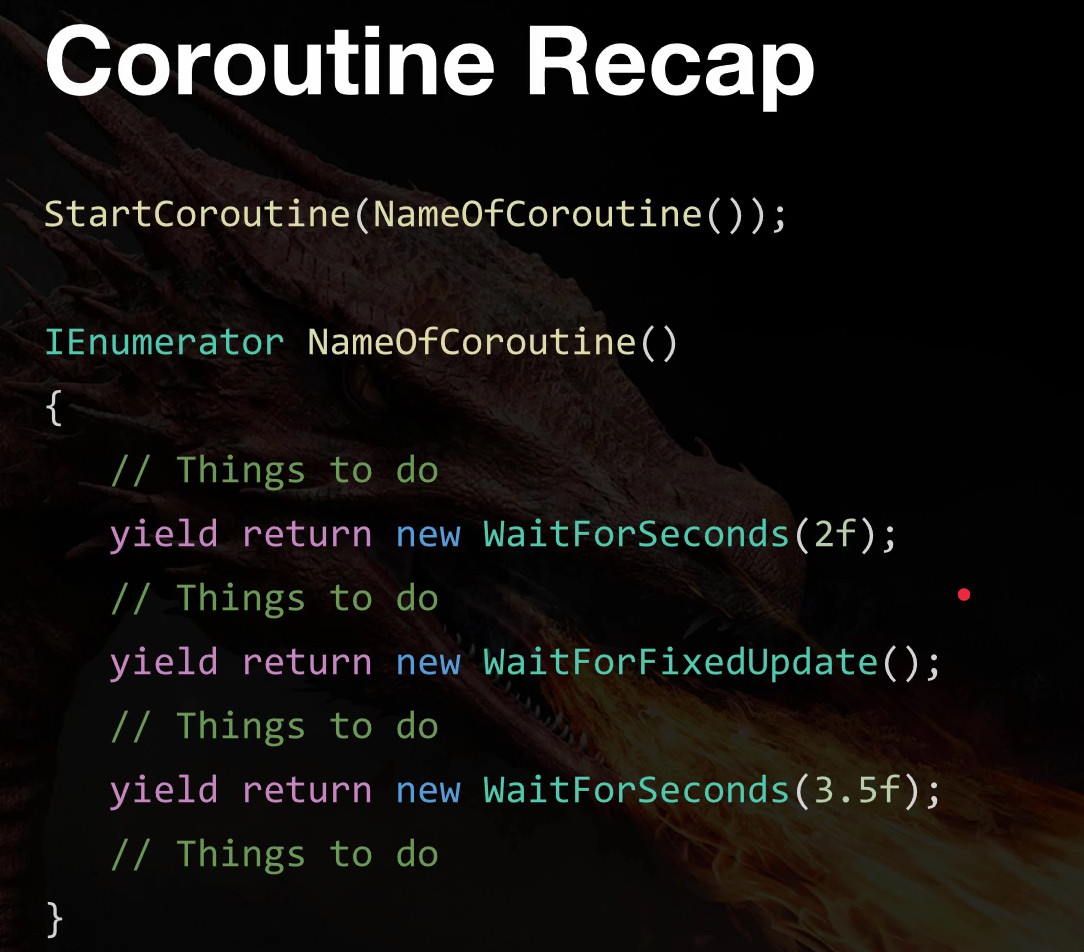 Coroutine Recap
StartCoroutine(NameOfCoroutine());
IEnumerator NameOfCoroutine()
{
// Things to do
yield return new WaitForSeconds(2f);
// Things to do
yield return new WaitForFixedUpdate();
// Things to do
yield return new WaitForSeconds(3.5f);
// Things to do
}